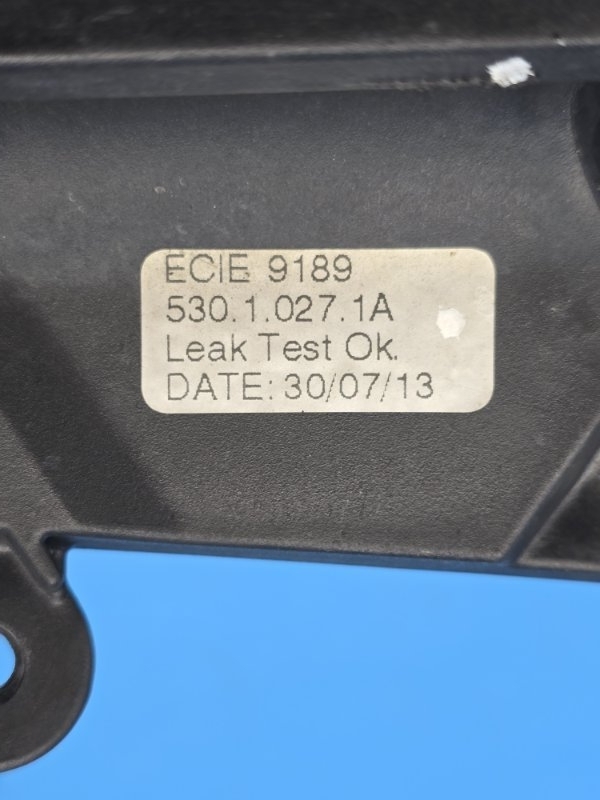 ECIE 9189
530.1.027.1A
Leak Test Ok.
DATE: 30/07/13